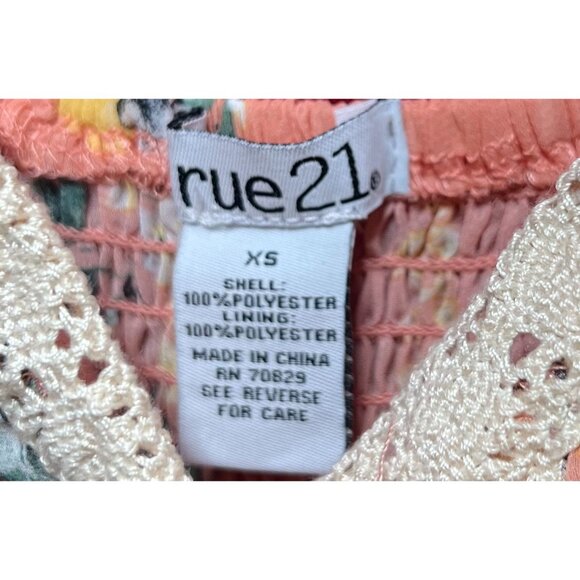 rue21®
XS
SHELL:
100%POLYESTER
LINING:
100%POLYESTER
MADE IN CHINA
RN 70829
SEE REVERSE
FOR CARE